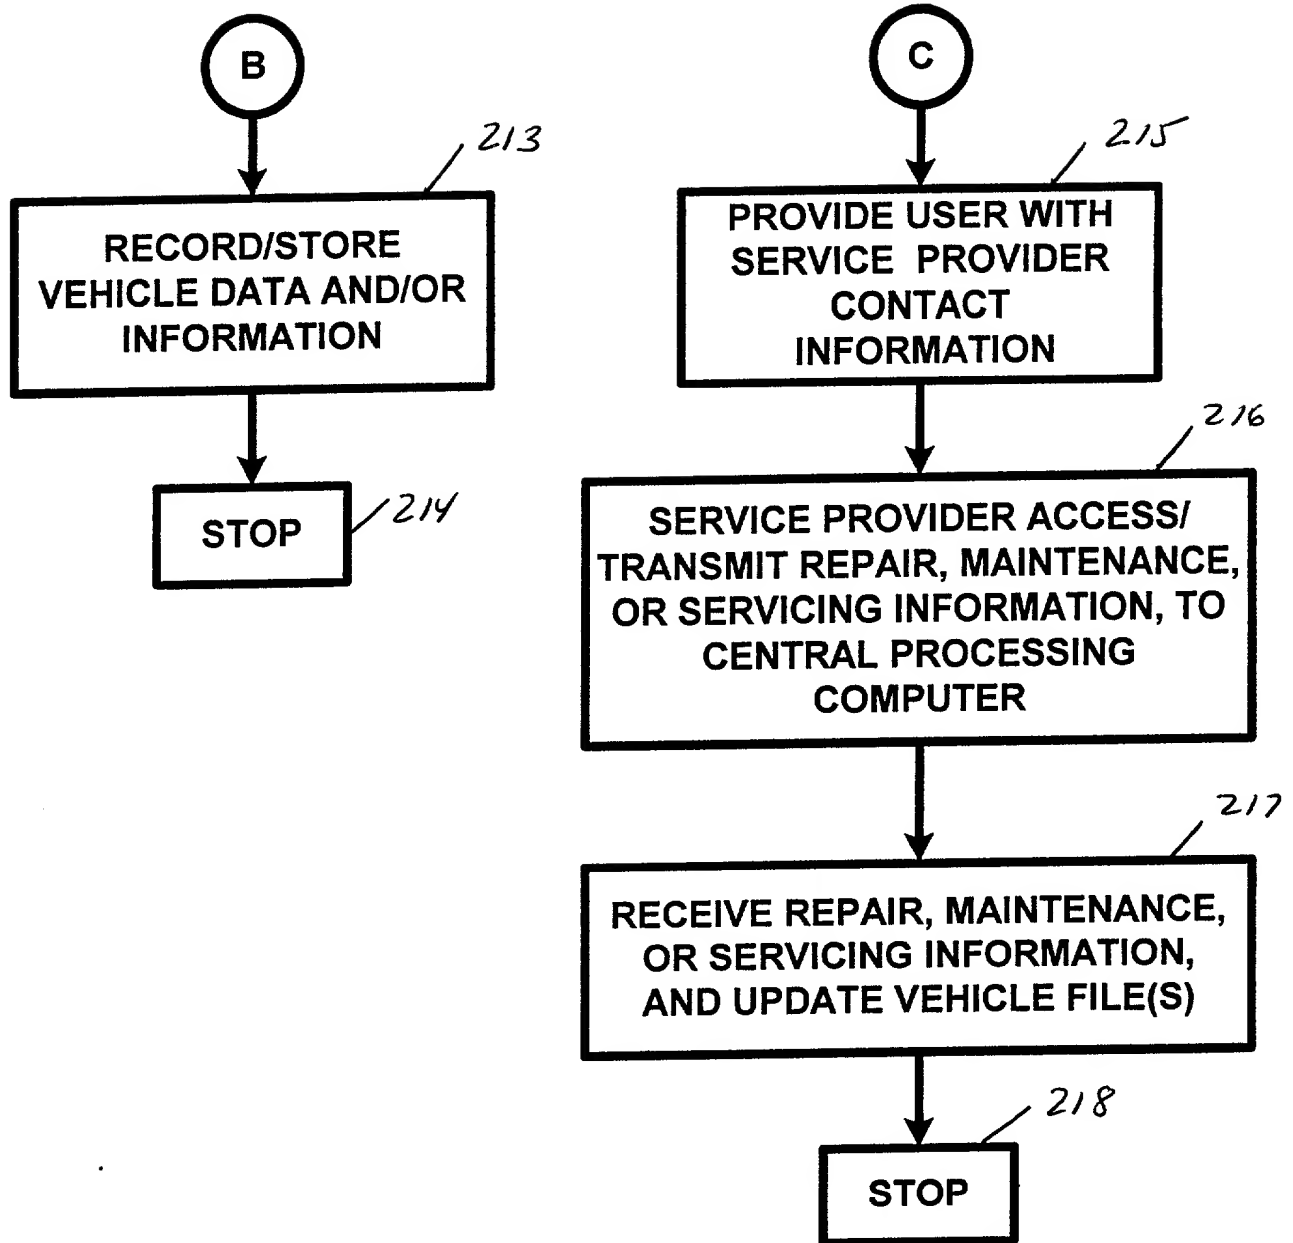 B
213
RECORD/STORE
VEHICLE DATA AND/OR
INFORMATION
STOP
214
C
215
PROVIDE USER WITH
SERVICE PROVIDER
CONTACT
INFORMATION
216
SERVICE PROVIDER ACCESS/
TRANSMIT REPAIR, MAINTENANCE,
OR SERVICING INFORMATION, TO
CENTRAL PROCESSING
COMPUTER
217
RECEIVE REPAIR, MAINTENANCE,
OR SERVICING INFORMATION,
AND UPDATE VEHICLE FILE(S)
218
STOP